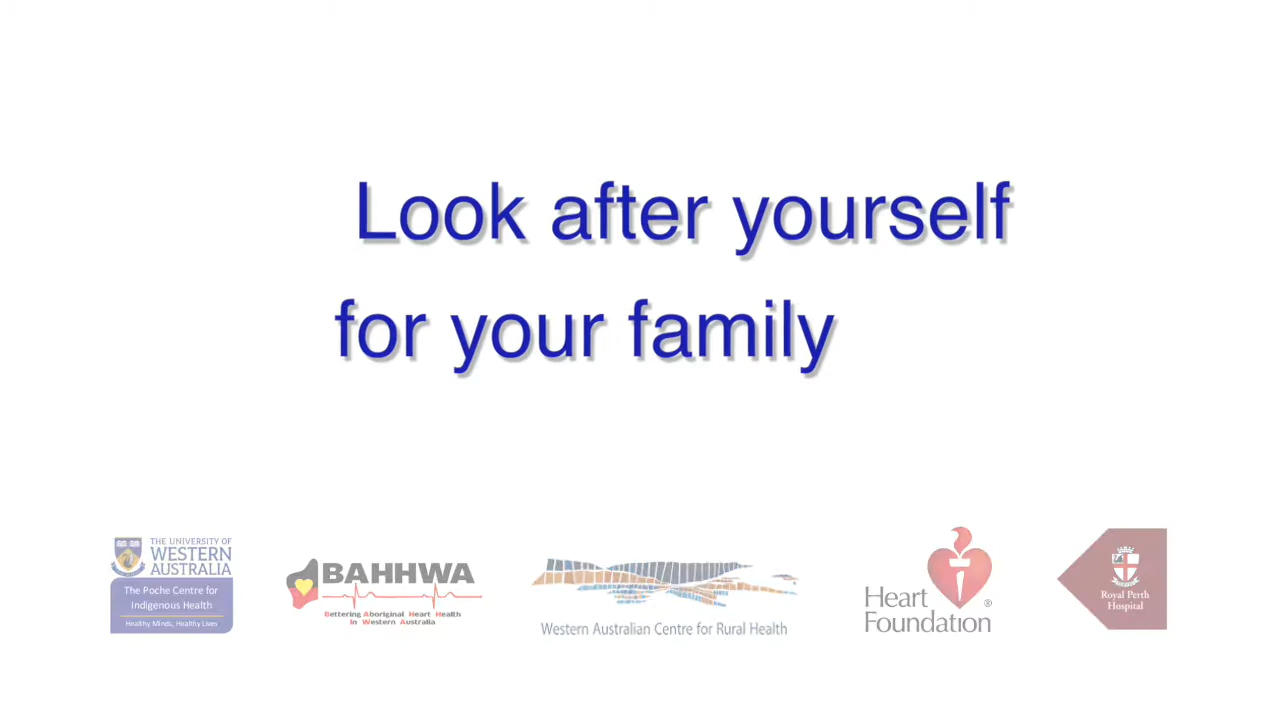 Look after yourself
for your family
THE UNIVERSITY OF
WESTERN
AUSTRALIA
The Poche Centre for
Indigenous Health
Healthy Minds, Healthy Lives
BAHHWA
Bettering Aboriginal Heart Health
In Western Australia
Western Australian Centre for Rural Health
Heart
Foundation
®
Royal Perth
Hospital